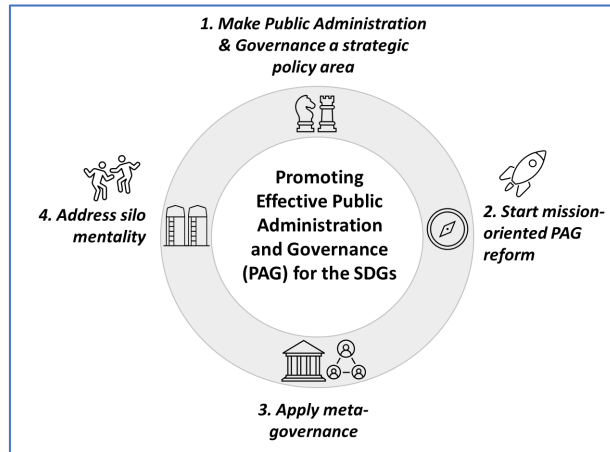 1. Make Public Administration
& Governance a strategic
policy area
Promoting
Effective Public
Administration
and Governance
(PAG) for the SDGs
2. Start mission-
oriented PAG
reform
3. Apply meta-
governance
4. Address silo
mentality